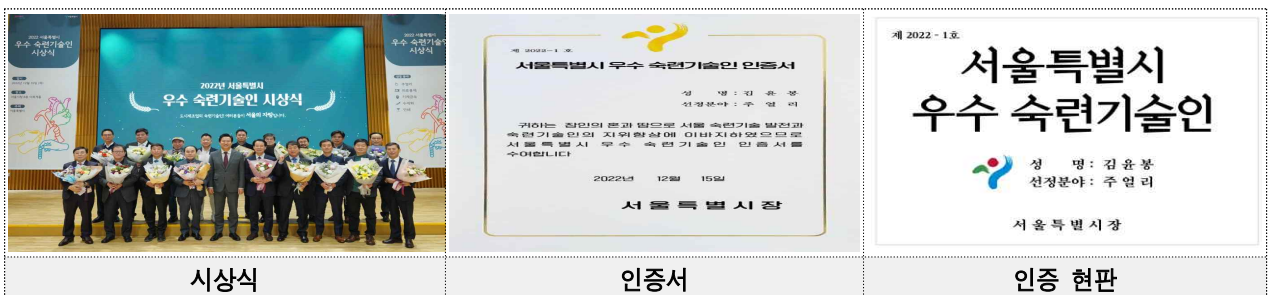 2022 서울특별시
우수 숙련기술인
시상식
2022 서울특별시
우수 숙련기술인
시상식
2022년 서울특별시
우수 숙련기술인 시상식
서울의 자랑입니다.
제 2022-1 호
서울특별시 우수 숙련기술인 인증서
성 명 : 김 윤 봉
선정분야 : 주 얼 리
귀하는 장인의 혼과 땀으로 서울 숙련기술 발전과
숙련기술인의 지위향상에 이바지하였으므로
서울특별시 우수 숙련기술인 인증서를
수여합니다
2022년 12월 15일
서울특별시장
제 2022 - 1호
서울특별시
우수 숙련기술인
성 명 : 김 윤 봉
선정분야 : 주 얼 리
서울특별시장
시상식
인증서
인증 현판